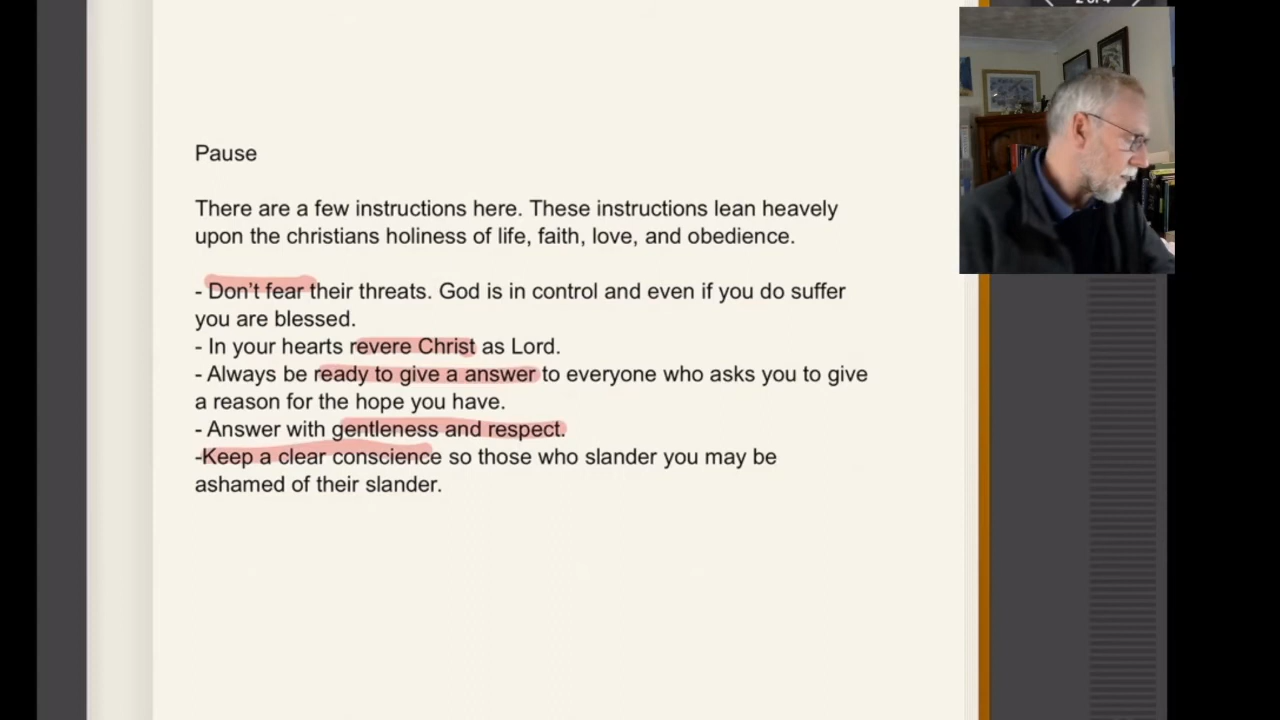 2 of 4
Pause
There are a few instructions here. These instructions lean heavely
upon the christians holiness of life, faith, love, and obedience.
- Don't fear their threats. God is in control and even if you do suffer
you are blessed.
- In your hearts revere Christ as Lord.
- Always be ready to give a answer to everyone who asks you to give
a reason for the hope you have.
- Answer with gentleness and respect.
-Keep a clear conscience so those who slander you may be
ashamed of their slander.